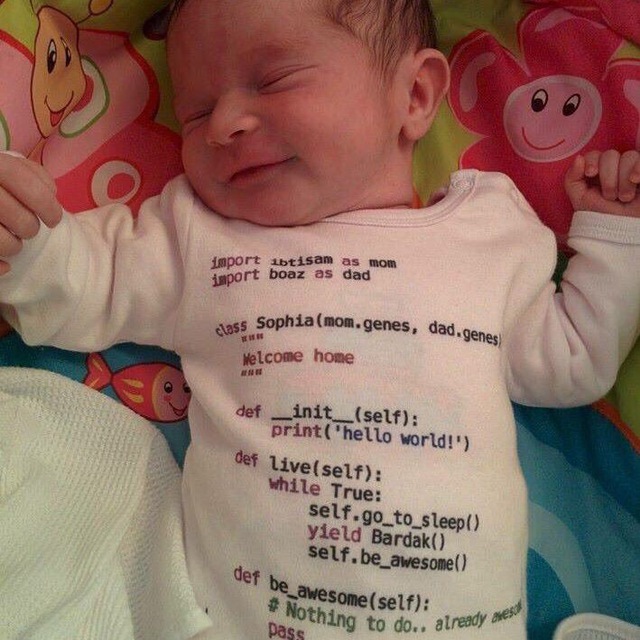 import ibtisam as mom
import boaz as dad
class Sophia(mom.genes, dad.genes
"""
Welcome home
"""
def __init__(self):
print('hello world!')
def live(self):
while True:
self.go_to_sleep()
yield Bardak()
self.be_awesome()
def be_awesome(self):
# Nothing to do.. already awesome
pass